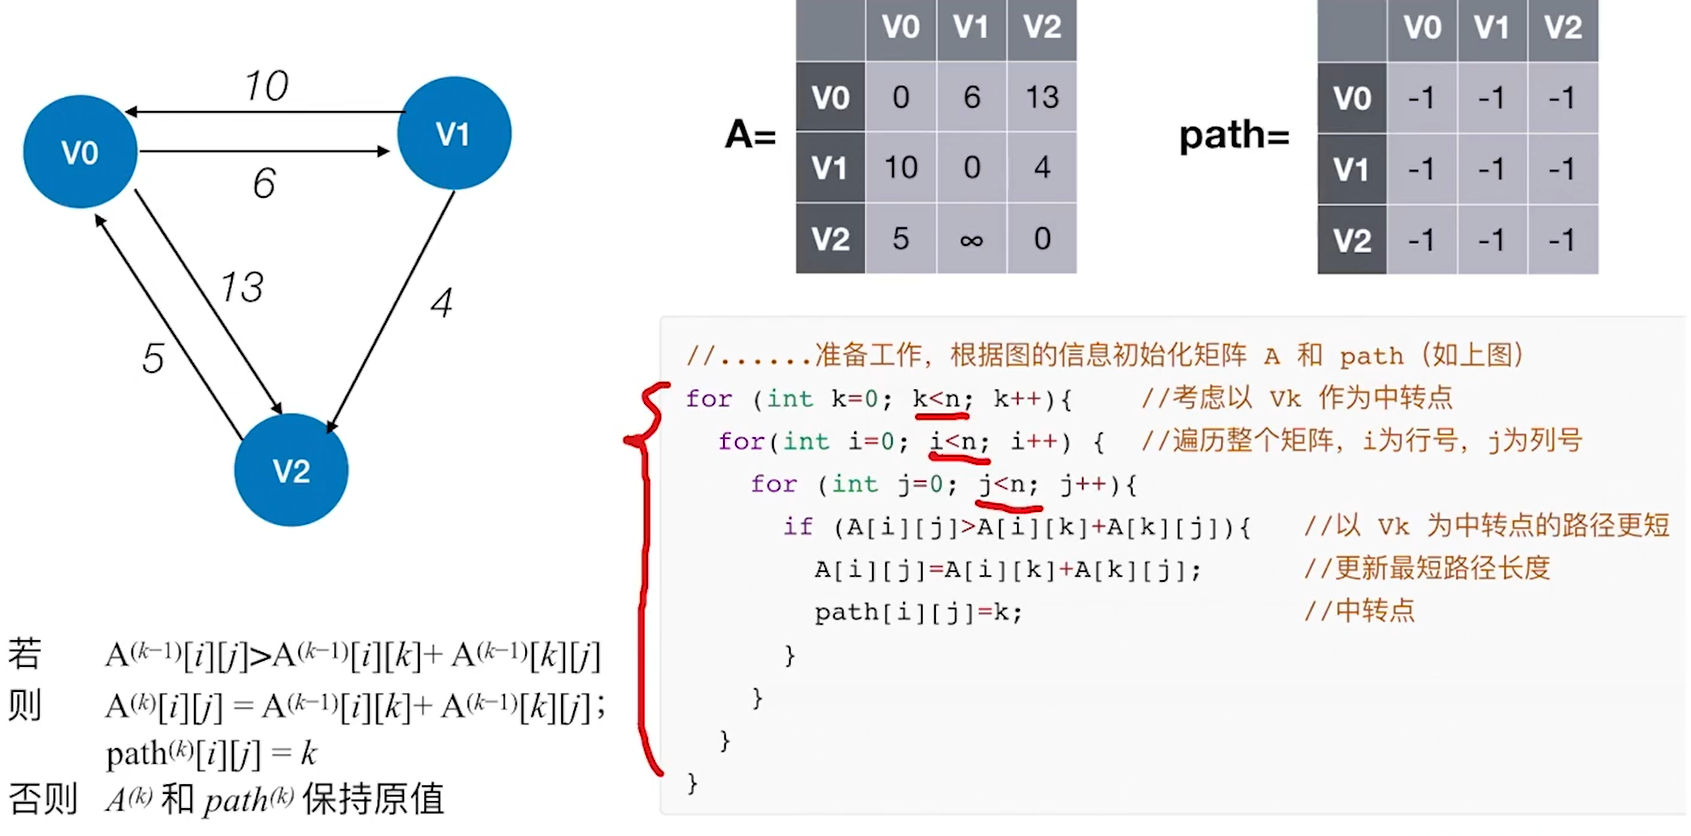 10
6
13
5
4
V0
V1
V2
A=
V0 V1 V2
V0 0 6 13
V1 10 0 4
V2 5 ∞ 0
path=
V0 V1 V2
V0 -1 -1 -1
V1 -1 -1 -1
V2 -1 -1 -1
//......准备工作，根据图的信息初始化矩阵 A 和 path（如上图）
for (int k=0; k<n; k++){ //考虑以 Vk 作为中转点
for(int i=0; i<n; i++) { //遍历整个矩阵，i为行号，j为列号
for (int j=0; j<n; j++){
if (A[i][j]>A[i][k]+A[k][j]){ //以 Vk 为中转点的路径更短
A[i][j]=A[i][k]+A[k][j]; //更新最短路径长度
path[i][j]=k; //中转点
}
}
}
}
若 A⁽ᵏ⁻¹⁾[i][j]>A⁽ᵏ⁻¹⁾[i][k]+ A⁽ᵏ⁻¹⁾[k][j]
则 A⁽ᵏ⁾[i][j] = A⁽ᵏ⁻¹⁾[i][k]+ A⁽ᵏ⁻¹⁾[k][j]；
path⁽ᵏ⁾[i][j] = k
否则 A⁽ᵏ⁾ 和 path⁽ᵏ⁾ 保持原值